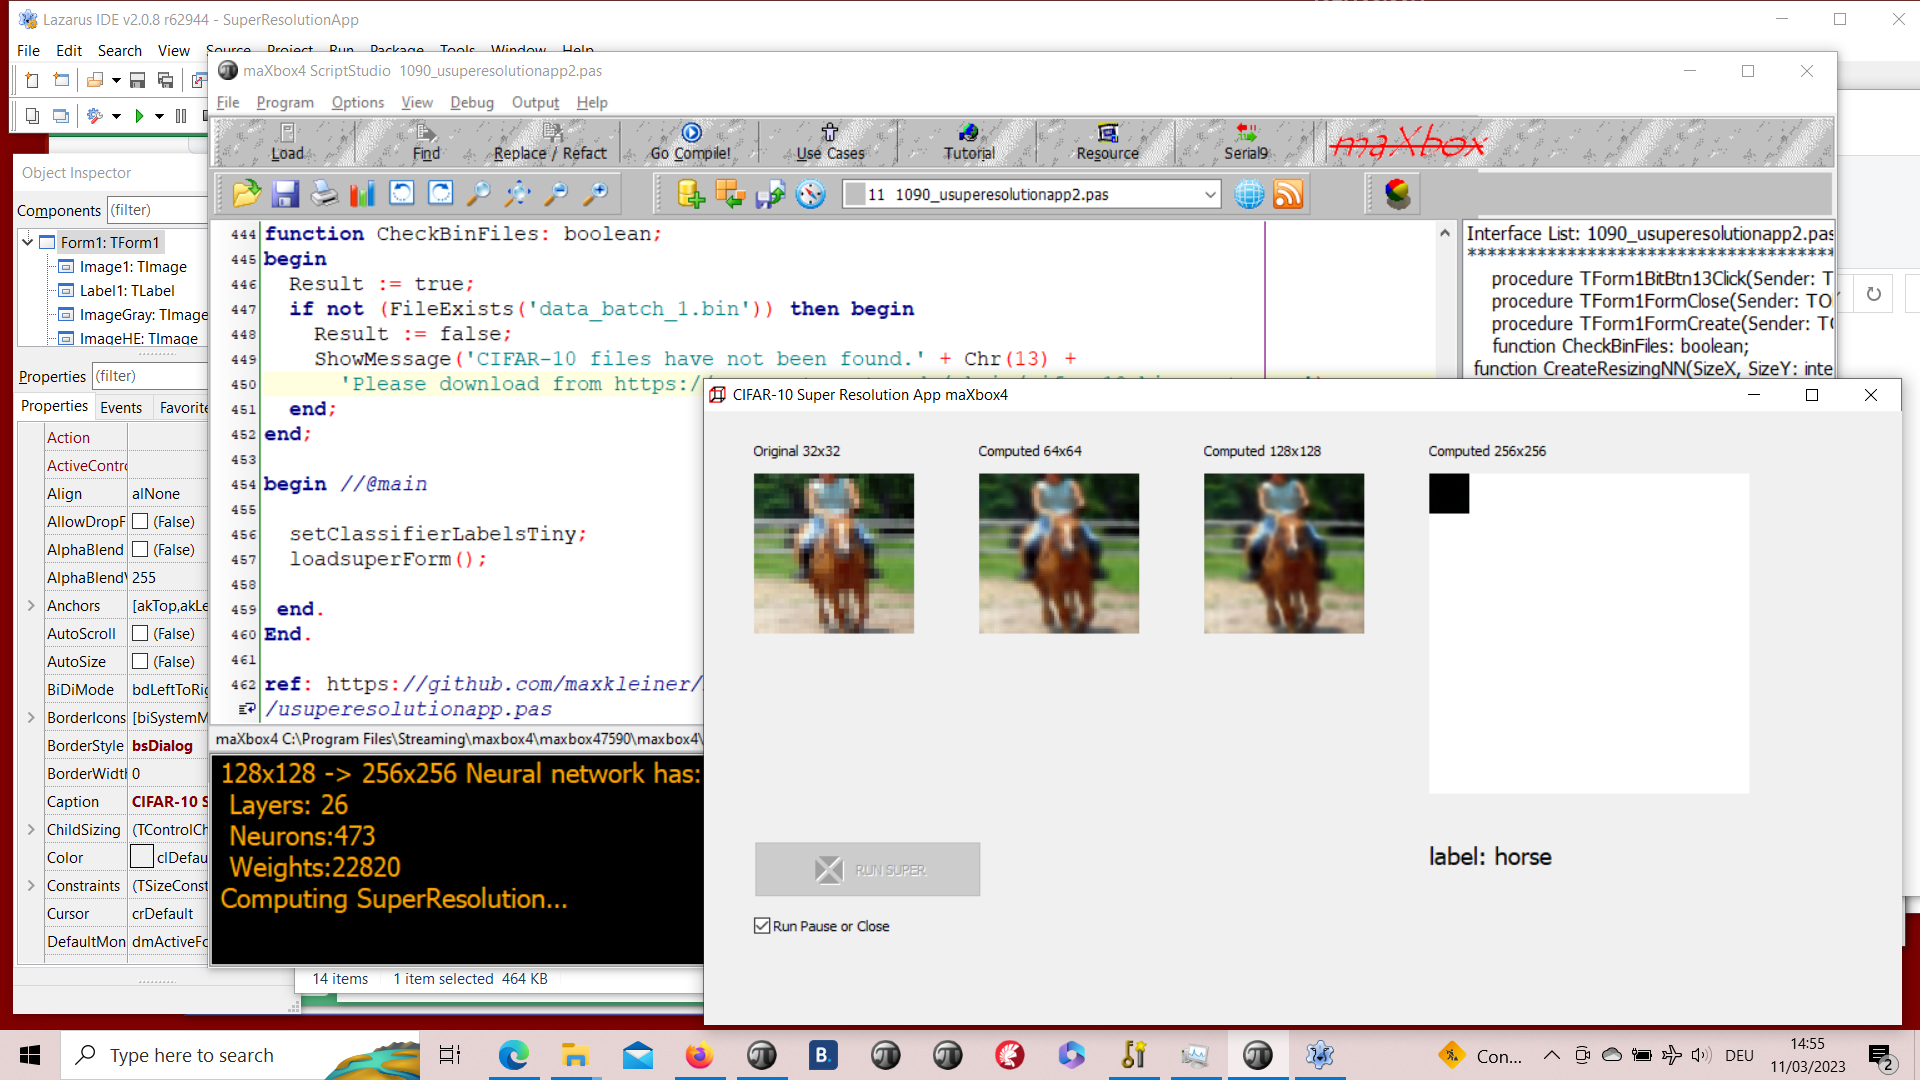 Lazarus IDE v2.0.8 r62944 - SuperResolutionApp
File Edit Search View Source Project Run Package Tools Window Help
maXbox4 ScriptStudio 1090_usuperesolutionapp2.pas
File Program Options View Debug Output Help
Load Find Replace / Refact Go Compile! Use Cases Tutorial Resource Serial9 maXbox
11 1090_usuperesolutionapp2.pas
Object Inspector
Components (filter)
Form1: TForm1
Image1: TImage
Label1: TLabel
ImageGray: TImage
ImageHE: TImage
Properties (filter)
Properties Events Favorite
Action
ActiveContro
Align alNone
AllowDropF (False)
AlphaBlend (False)
AlphaBlendV 255
Anchors [akTop,akLe
AutoScroll (False)
AutoSize (False)
BiDiMode bdLeftToRig
BorderIcons [biSystemM
BorderStyle bsDialog
BorderWidth 0
Caption CIFAR-10 S
ChildSizing (TControlCh
Color clDefau
Constraints (TSizeConst
Cursor crDefault
DefaultMon dmActiveFo
444 function CheckBinFiles: boolean;
445 begin
446 Result := true;
447 if not (FileExists('data_batch_1.bin')) then begin
448 Result := false;
449 ShowMessage('CIFAR-10 files have not been found.' + Chr(13) +
450 'Please download from https:/
451 end;
452 end;
453
454 begin //@main
455
456 setClassifierLabelsTiny;
457 loadsuperForm();
458
459 end.
460 End.
461
462 ref: https://github.com/maxkleiner/
/usuperesolutionapp.pas
Interface List: 1090_usuperesolutionapp2.pas
**************************************
procedure TForm1BitBtn13Click(Sender: T
procedure TForm1FormClose(Sender: TO
procedure TForm1FormCreate(Sender: T
function CheckBinFiles: boolean;
function CreateResizingNN(SizeX, SizeY: inte
maXbox4 C:\Program Files\Streaming\maxbox4\maxbox47590\maxbox4\
128x128 -> 256x256 Neural network has:
Layers: 26
Neurons:473
Weights:22820
Computing SuperResolution...
14 items 1 item selected 464 KB
CIFAR-10 Super Resolution App maXbox4
Original 32x32 Computed 64x64 Computed 128x128 Computed 256x256
label: horse
RUN SUPER
Run Pause or Close
Type here to search
B.
Con...
DEU
14:55
11/03/2023
2